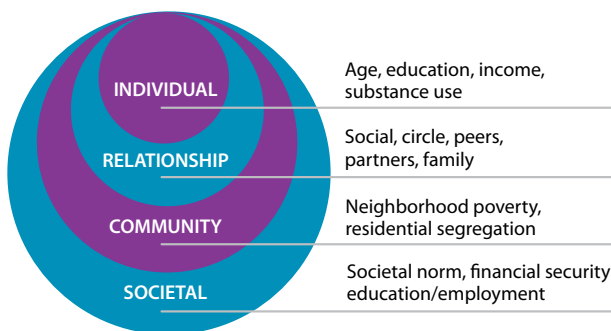 INDIVIDUAL
Age, education, income,
substance use
RELATIONSHIP
Social, circle, peers,
partners, family
COMMUNITY
Neighborhood poverty,
residential segregation
SOCIETAL
Societal norm, financial security
education/employment